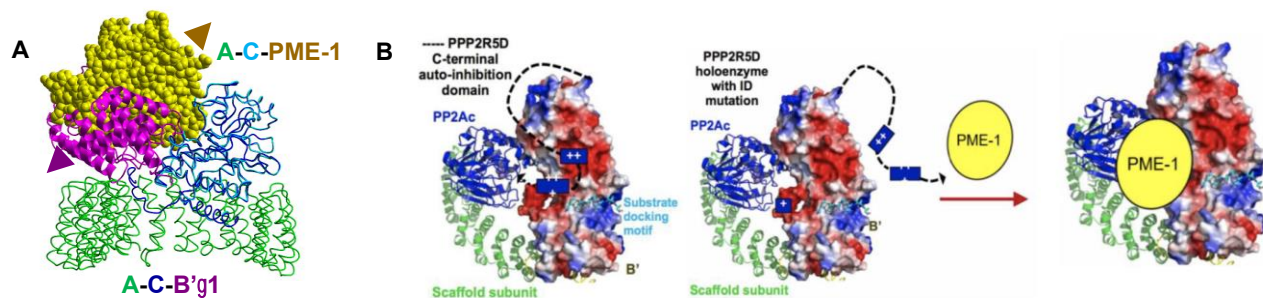 A
A-C-PME-1
A-C-B'g1
B
----- PPP2R5D
C-terminal
auto-inhibition
domain
PP2Ac
++
Substrate
docking
motif
B'
Scaffold subunit
PPP2R5D
holoenzyme
with ID
mutation
PP2Ac
+
+
B'
Scaffold subunit
PME-1
PME-1